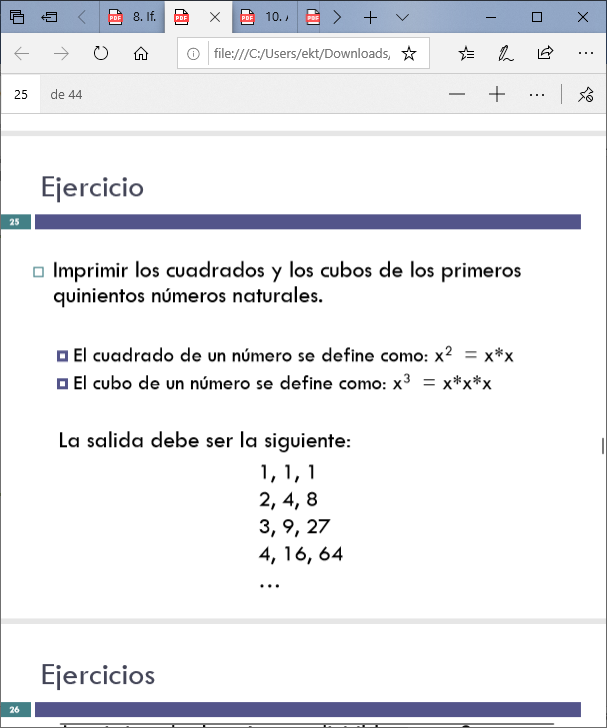 8. If.
10. /
file:///C:/Users/ekt/Downloads,
25 de 44
Ejercicio
25
Imprimir los cuadrados y los cubos de los primeros
quinientos números naturales.
El cuadrado de un número se define como: x² = x*x
El cubo de un número se define como: x³ = x*x*x
La salida debe ser la siguiente:
1, 1, 1
2, 4, 8
3, 9, 27
4, 16, 64
...
Ejercicios
26